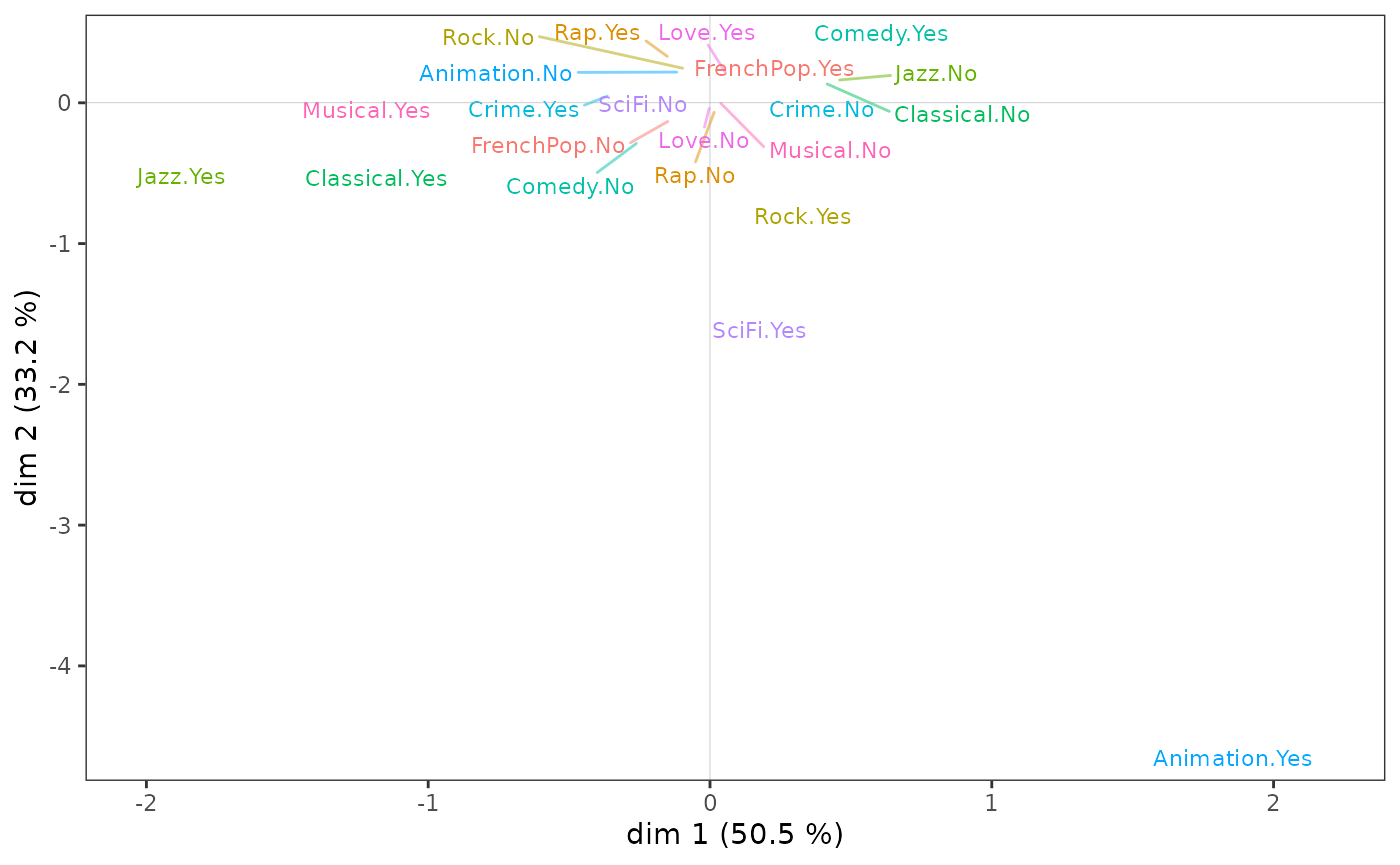 Rock.No
Rap.Yes
Love.Yes
Comedy.Yes
Animation.No
FrenchPop.Yes
Jazz.No
0
Musical.Yes
Crime.Yes
SciFi.No
Crime.No
Classical.No
FrenchPop.No
Love.No
Musical.No
Jazz.Yes
Classical.Yes
Comedy.No
Rap.No
Rock.Yes
-1
SciFi.Yes
-2
-3
-4
Animation.Yes
dim 2 (33.2 %)
-2
-1
0
1
2
dim 1 (50.5 %)